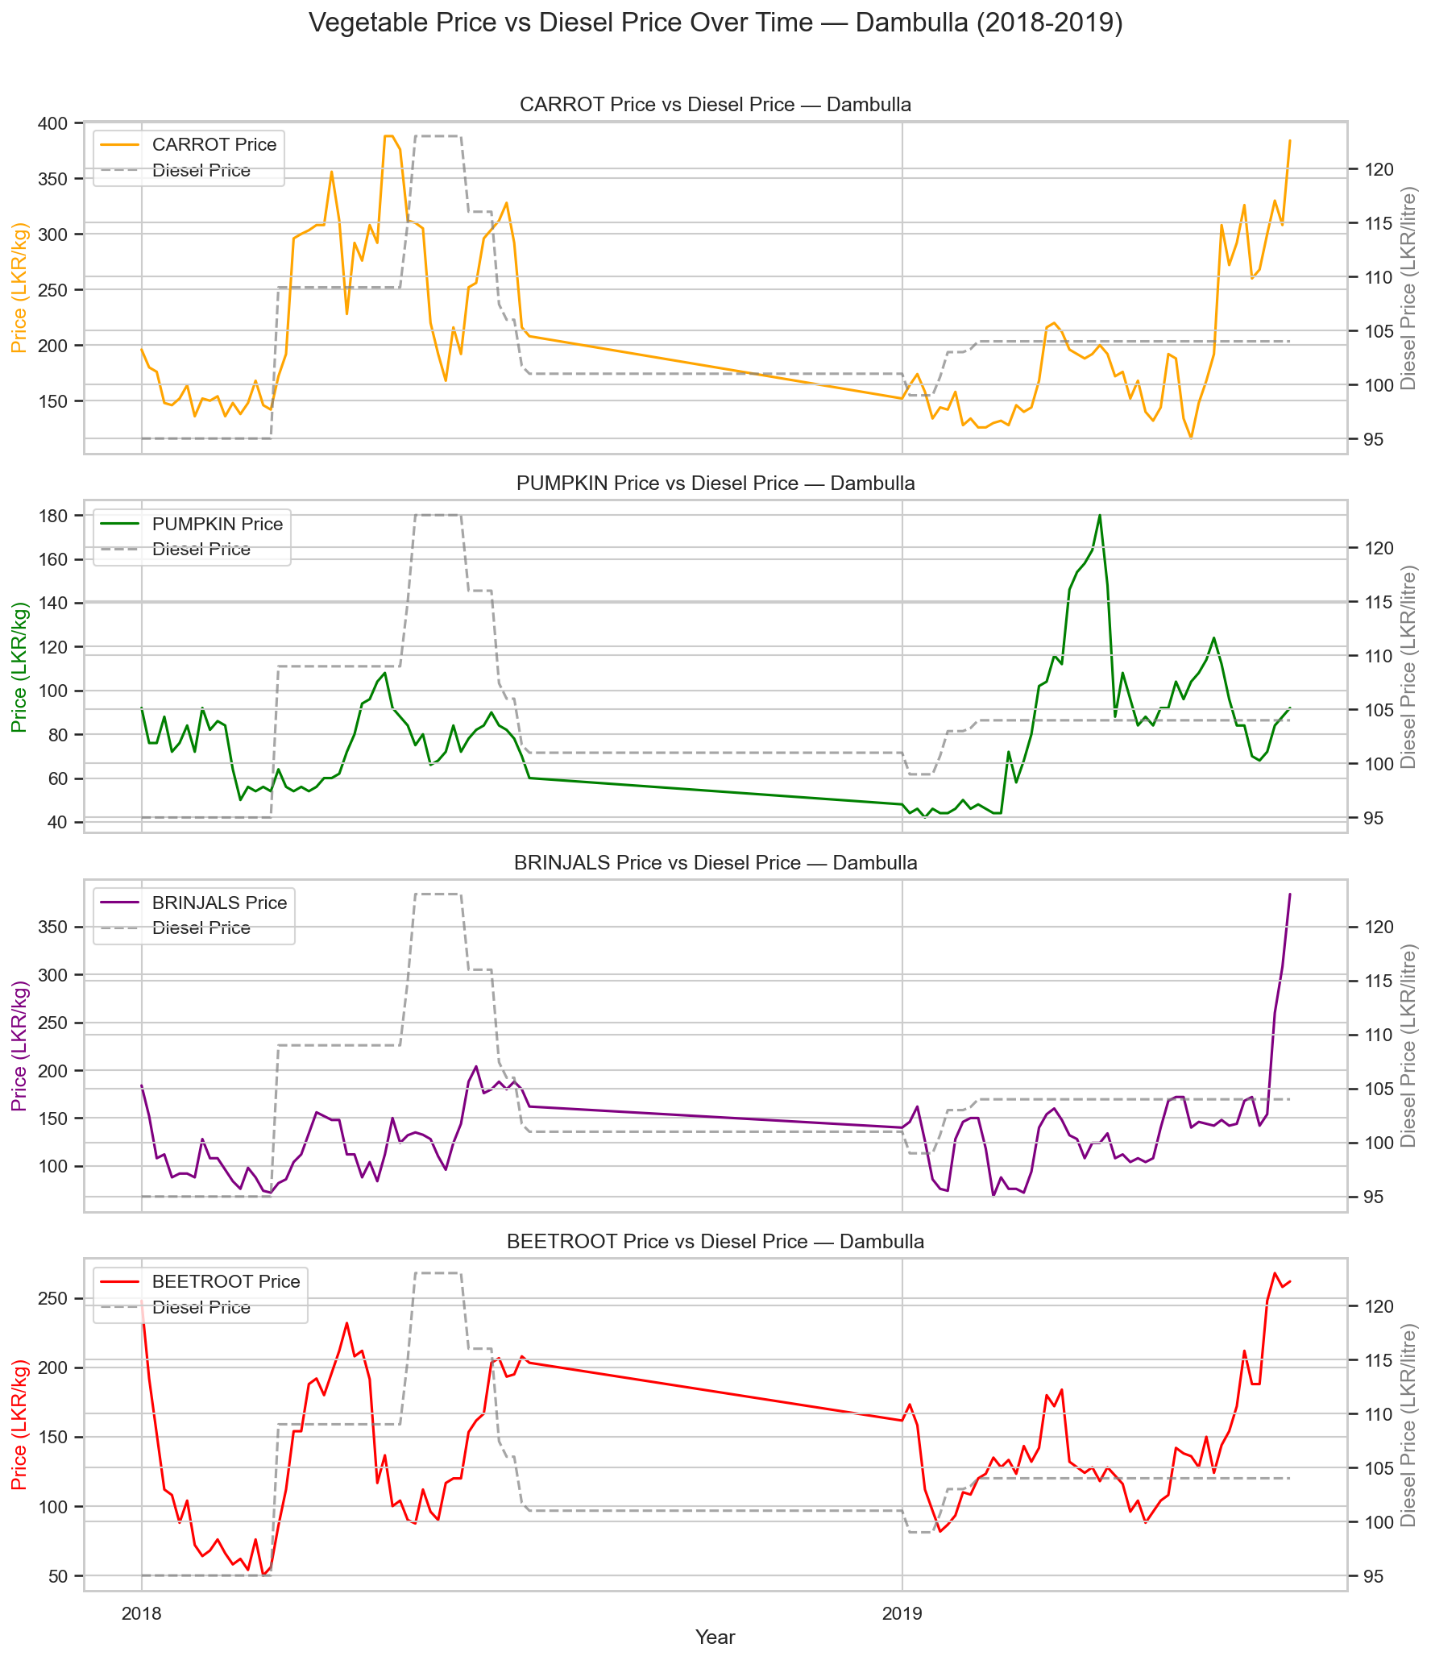 Vegetable Price vs Diesel Price Over Time — Dambulla (2018-2019)
CARROT Price vs Diesel Price — Dambulla
CARROT Price
Diesel Price
400
350
300
250
200
150
Price (LKR/kg)
120
115
110
105
100
95
Diesel Price (LKR/litre)
PUMPKIN Price vs Diesel Price — Dambulla
PUMPKIN Price
Diesel Price
180
160
140
120
100
80
60
40
Price (LKR/kg)
120
115
110
105
100
95
Diesel Price (LKR/litre)
BRINJALS Price vs Diesel Price — Dambulla
BRINJALS Price
Diesel Price
350
300
250
200
150
100
Price (LKR/kg)
120
115
110
105
100
95
Diesel Price (LKR/litre)
BEETROOT Price vs Diesel Price — Dambulla
BEETROOT Price
Diesel Price
250
200
150
100
50
Price (LKR/kg)
120
115
110
105
100
95
Diesel Price (LKR/litre)
2018
2019
Year